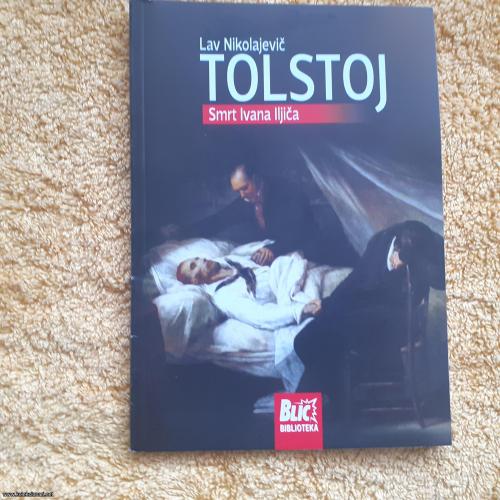 Lav Nikolajevič
TOLSTOJ
Smrt Ivana Iljiča
BLIC
BIBLIOTEKA